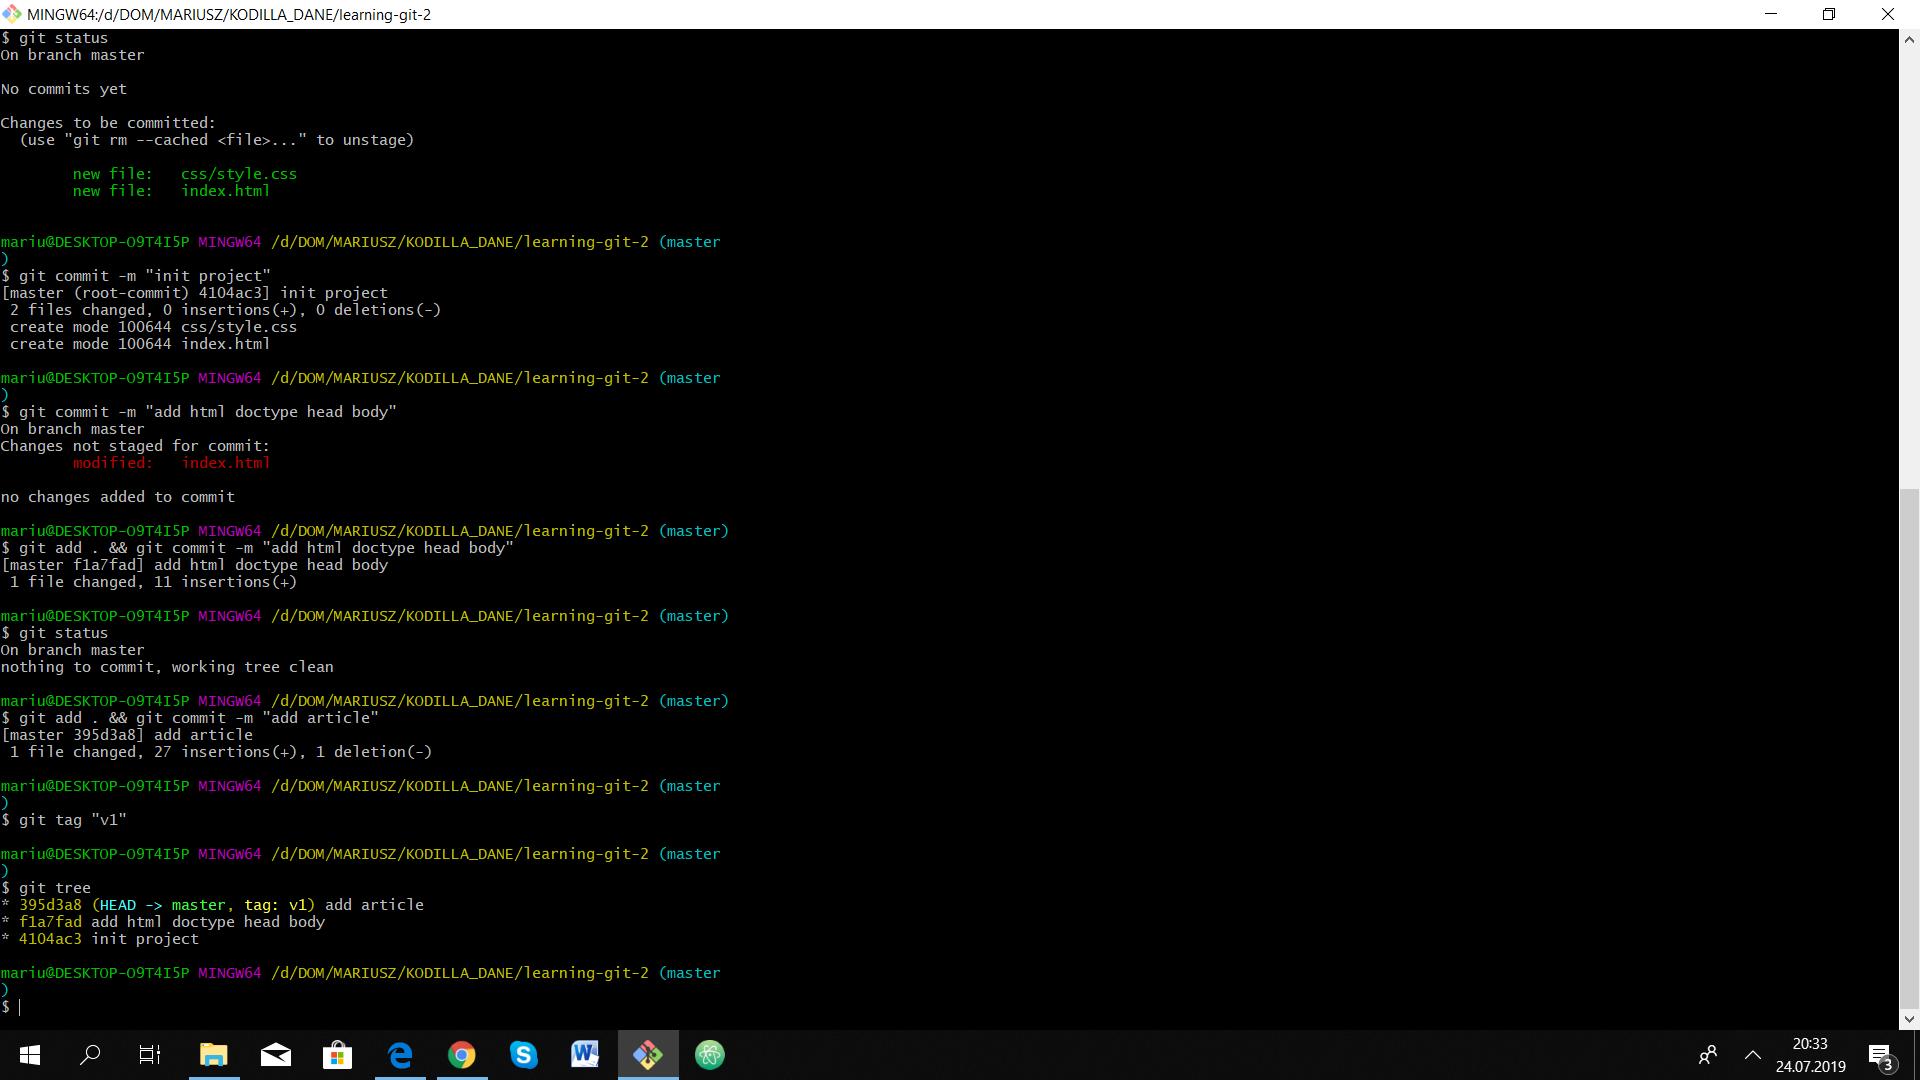 MINGW64:/d/DOM/MARIUSZ/KODILLA_DANE/learning-git-2
$ git status
On branch master
No commits yet
Changes to be committed:
  (use "git rm --cached <file>..." to unstage)
        new file:   css/style.css
        new file:   index.html
mariu@DESKTOP-O9T4I5P MINGW64 /d/DOM/MARIUSZ/KODILLA_DANE/learning-git-2 (master
)
$ git commit -m "init project"
[master (root-commit) 4104ac3] init project
 2 files changed, 0 insertions(+), 0 deletions(-)
 create mode 100644 css/style.css
 create mode 100644 index.html
mariu@DESKTOP-O9T4I5P MINGW64 /d/DOM/MARIUSZ/KODILLA_DANE/learning-git-2 (master
)
$ git commit -m "add html doctype head body"
On branch master
Changes not staged for commit:
        modified:   index.html
no changes added to commit
mariu@DESKTOP-O9T4I5P MINGW64 /d/DOM/MARIUSZ/KODILLA_DANE/learning-git-2 (master)
$ git add . && git commit -m "add html doctype head body"
[master f1a7fad] add html doctype head body
 1 file changed, 11 insertions(+)
mariu@DESKTOP-O9T4I5P MINGW64 /d/DOM/MARIUSZ/KODILLA_DANE/learning-git-2 (master)
$ git status
On branch master
nothing to commit, working tree clean
mariu@DESKTOP-O9T4I5P MINGW64 /d/DOM/MARIUSZ/KODILLA_DANE/learning-git-2 (master)
$ git add . && git commit -m "add article"
[master 395d3a8] add article
 1 file changed, 27 insertions(+), 1 deletion(-)
mariu@DESKTOP-O9T4I5P MINGW64 /d/DOM/MARIUSZ/KODILLA_DANE/learning-git-2 (master
)
$ git tag "v1"
mariu@DESKTOP-O9T4I5P MINGW64 /d/DOM/MARIUSZ/KODILLA_DANE/learning-git-2 (master
)
$ git tree
* 395d3a8 (HEAD -> master, tag: v1) add article
* f1a7fad add html doctype head body
* 4104ac3 init project
mariu@DESKTOP-O9T4I5P MINGW64 /d/DOM/MARIUSZ/KODILLA_DANE/learning-git-2 (master
)
$
20:33
24.07.2019
3